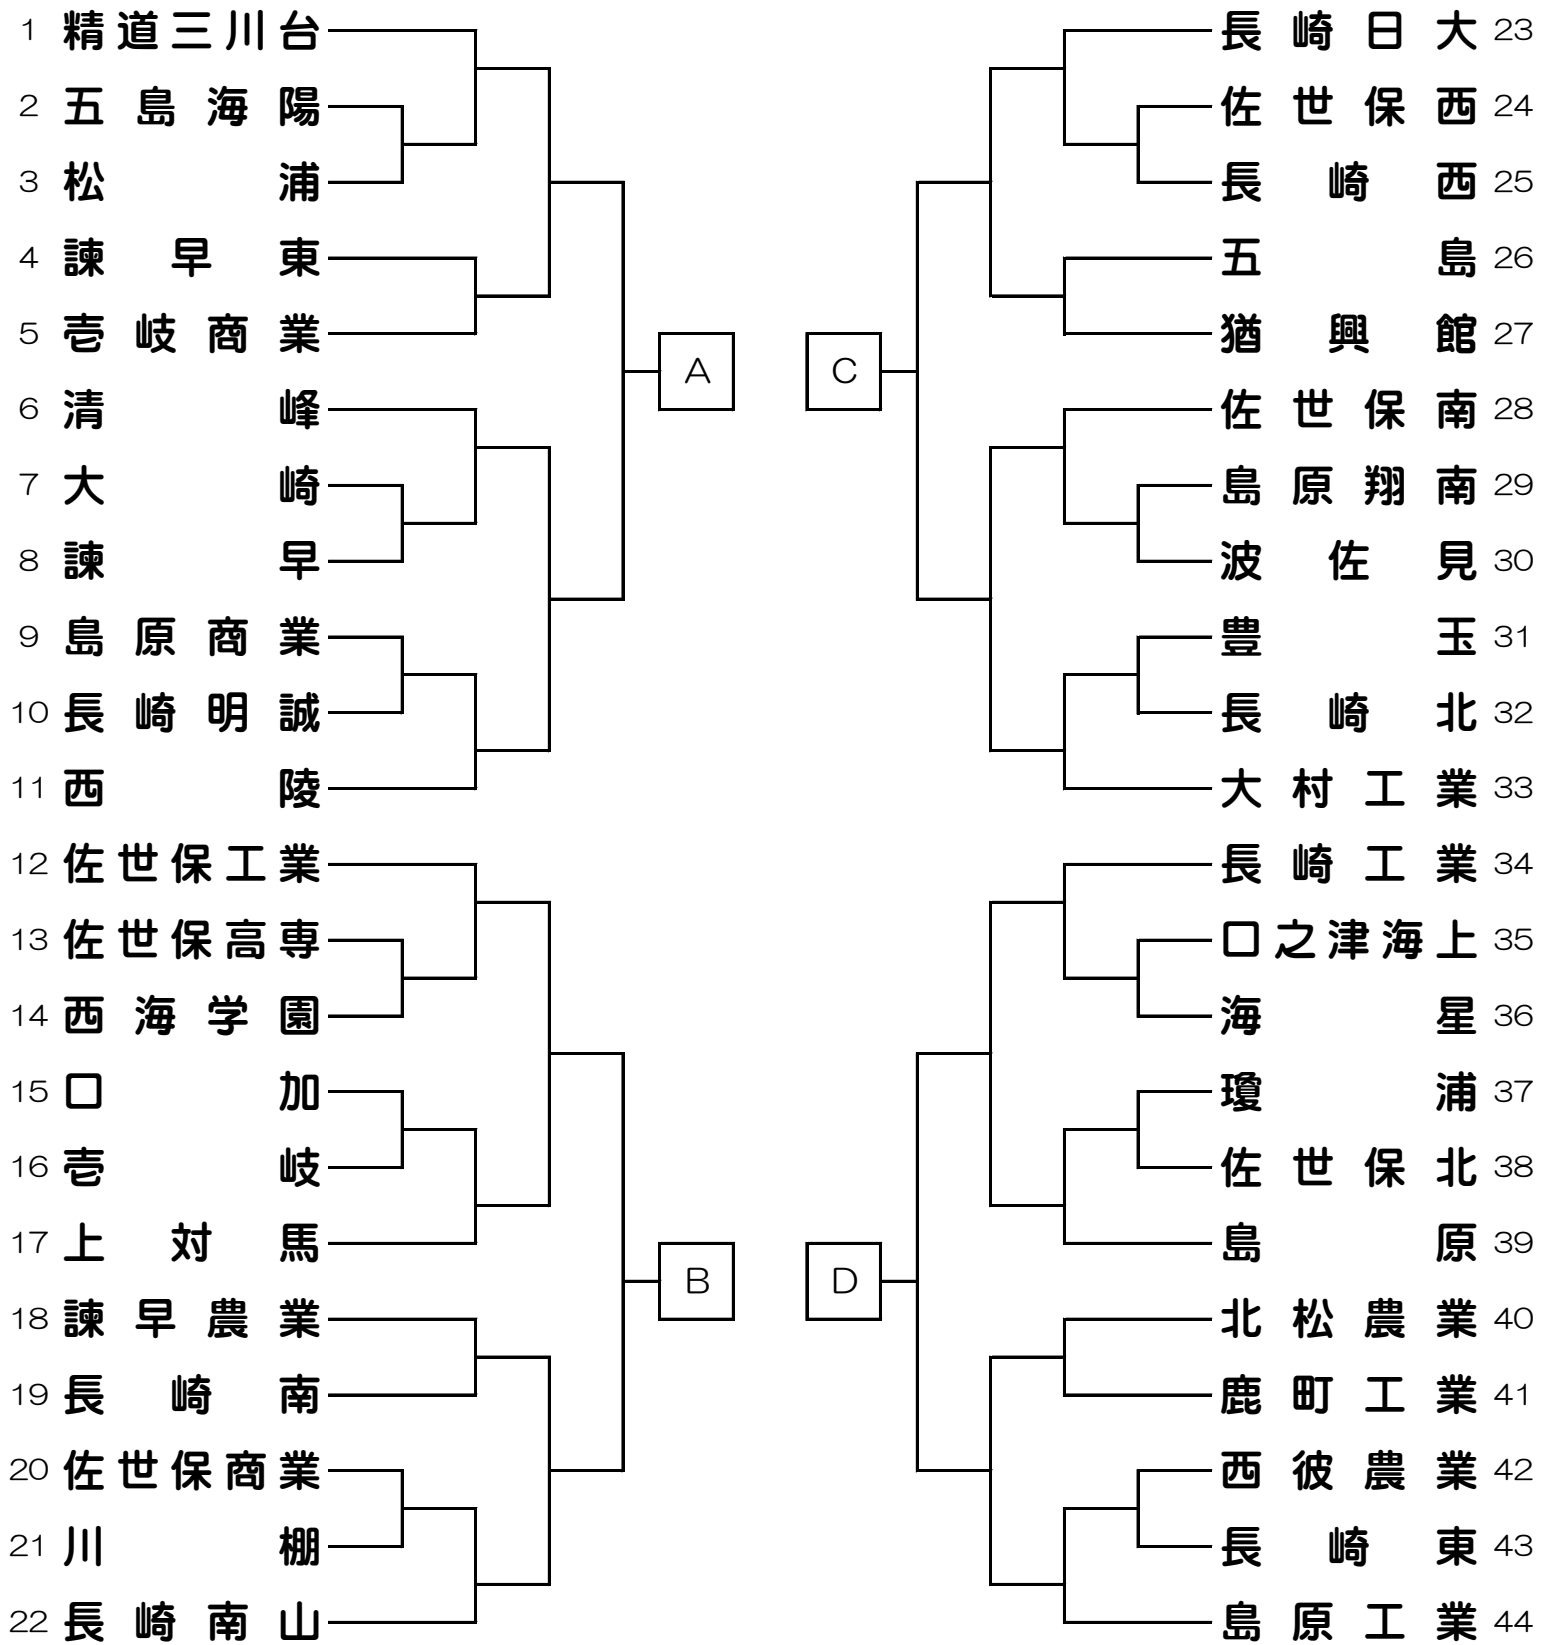 1 精道三川台
2 五島海陽
3 松浦
4 諫早東
5 壱岐商業
A
6 清峰
7 大崎
8 諫早
9 島原商業
10 長崎明誠
11 西陵
12 佐世保工業
13 佐世保高専
14 西海学園
15 口加
16 壱岐
17 上対馬
B
18 諫早農業
19 長崎南
20 佐世保商業
21 川棚
22 長崎南山
長崎日大 23
佐世保西 24
長崎西 25
五島 26
猶興館 27
C
佐世保南 28
島原翔南 29
波佐見 30
豊玉 31
長崎北 32
大村工業 33
長崎工業 34
口之津海上 35
海星 36
瓊浦 37
佐世保北 38
島原 39
D
北松農業 40
鹿町工業 41
西彼農業 42
長崎東 43
島原工業 44